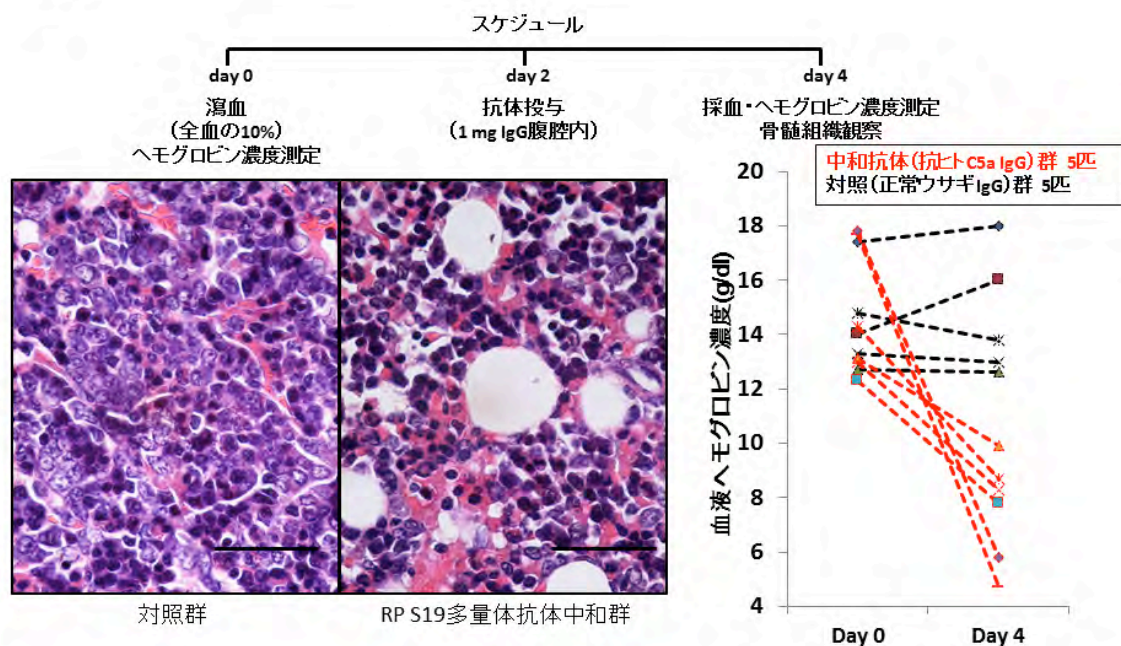 スケジュール
day 0
day 2
day 4
瀉血
(全血の10%)
ヘモグロビン濃度測定
抗体投与
(1 mg IgG腹腔内)
採血・ヘモグロビン濃度測定
骨髄組織観察
中和抗体(抗ヒトC5a IgG)群 5匹
対照(正常ウサギIgG)群 5匹
血液ヘモグロビン濃度(g/dl)
20
18
16
14
12
10
8
6
4
Day 0
Day 4
対照群
RP S19多量体抗体中和群